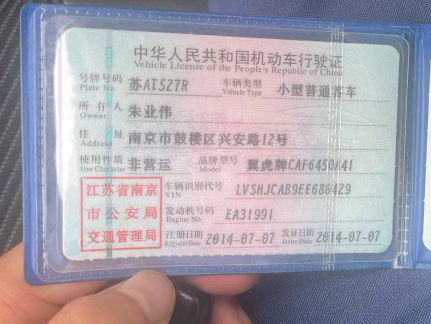 中华人民共和国机动车行驶证
Vehicle License of the People's Republic of China
号牌号码 苏AT527R 车辆类型 小型普通客车
Plate No. Vehicle Type
所有人 朱业伟
Owner
住址 南京市鼓楼区兴安路12号
Address
使用性质 非营运 品牌型号 翼虎牌CAF6450A41
Use Character Model
江苏省南京 车辆识别代号 LVSHJCAB9EE686429
VIN
市公安局 发动机号码 EA31991
Engine No.
交通管理局 注册日期 2014-07-07 发证日期 2014-07-07
Register Date Issue Date